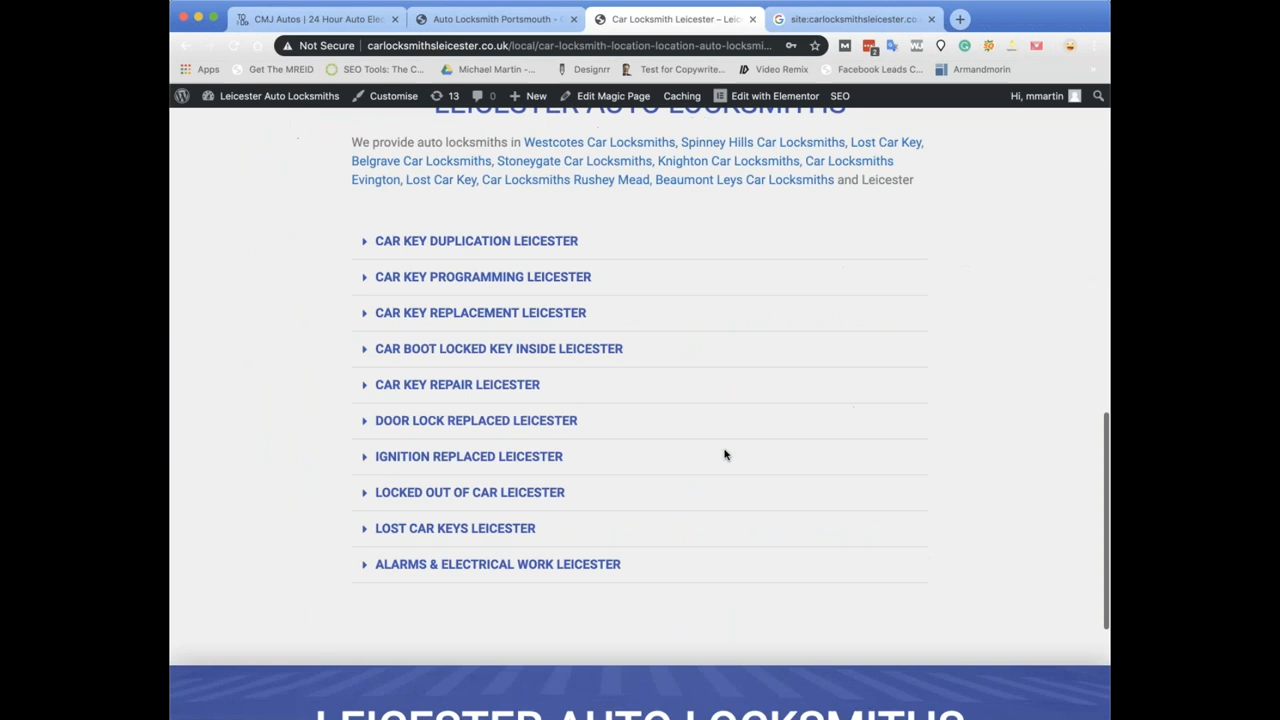 CMJ Autos | 24 Hour Auto Elec
Auto Locksmith Portsmouth -
Car Locksmith Leicester – Leic
site:carlocksmithsleicester.co
Not Secure
carlocksmithsleicester.co.uk/local/car-locksmith-location-location-auto-locksmi...
Apps
Get The MREID
SEO Tools: The C...
Michael Martin -...
Designrr
Test for Copywrite...
Video Remix
Facebook Leads C...
Armandmorin
Leicester Auto Locksmiths
Customise
13
0
New
Edit Magic Page
Caching
Edit with Elementor
SEO
Hi, mmartin
LEICESTER AUTO LOCKSMITHS
We provide auto locksmiths in Westcotes Car Locksmiths, Spinney Hills Car Locksmiths, Lost Car Key,
Belgrave Car Locksmiths, Stoneygate Car Locksmiths, Knighton Car Locksmiths, Car Locksmiths
Evington, Lost Car Key, Car Locksmiths Rushey Mead, Beaumont Leys Car Locksmiths and Leicester
CAR KEY DUPLICATION LEICESTER
CAR KEY PROGRAMMING LEICESTER
CAR KEY REPLACEMENT LEICESTER
CAR BOOT LOCKED KEY INSIDE LEICESTER
CAR KEY REPAIR LEICESTER
DOOR LOCK REPLACED LEICESTER
IGNITION REPLACED LEICESTER
LOCKED OUT OF CAR LEICESTER
LOST CAR KEYS LEICESTER
ALARMS & ELECTRICAL WORK LEICESTER
LEICESTER AUTO LOCKSMITHS